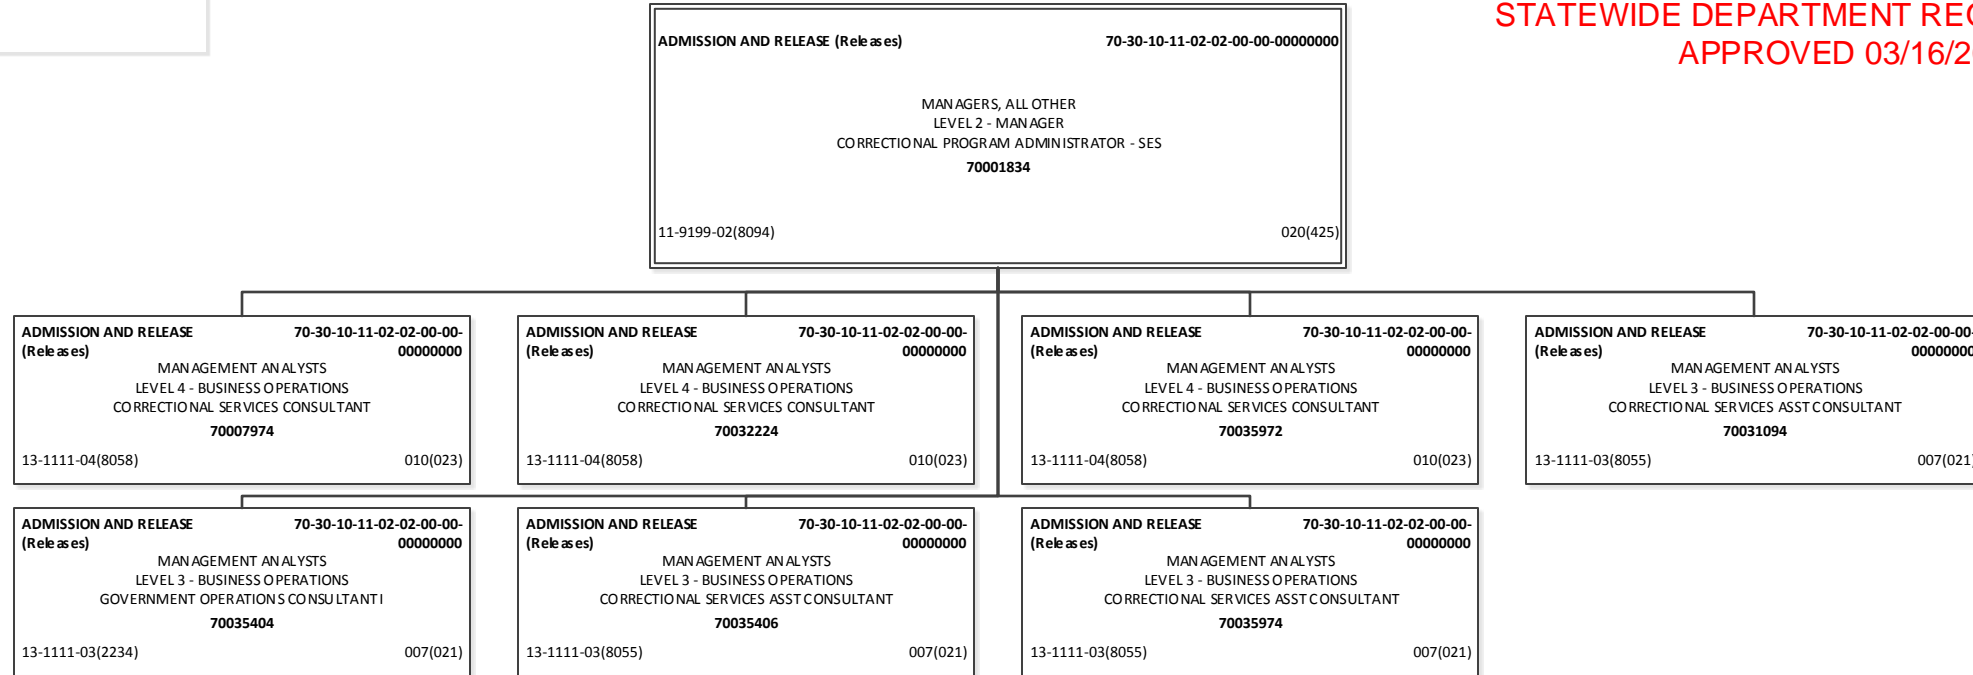 STATEWIDE DEPARTMENT
APPROVED 03/16/
ADMISSION AND RELEASE (Releases) 70-30-10-11-02-02-00-00-00000000
MANAGERS, ALL OTHER
LEVEL 2 - MANAGER
CORRECTIONAL PROGRAM ADMINISTRATOR - SES
70001834
11-9199-02(8094) 020(425)
ADMISSION AND RELEASE 70-30-10-11-02-02-00-00-
(Releases) 00000000
MANAGEMENT ANALYSTS
LEVEL 4 - BUSINESS OPERATIONS
CORRECTIONAL SERVICES CONSULTANT
70007974
13-1111-04(8058) 010(023)
ADMISSION AND RELEASE 70-30-10-11-02-02-00-00-
(Releases) 00000000
MANAGEMENT ANALYSTS
LEVEL 4 - BUSINESS OPERATIONS
CORRECTIONAL SERVICES CONSULTANT
70032224
13-1111-04(8058) 010(023)
ADMISSION AND RELEASE 70-30-10-11-02-02-00-00-
(Releases) 00000000
MANAGEMENT ANALYSTS
LEVEL 4 - BUSINESS OPERATIONS
CORRECTIONAL SERVICES CONSULTANT
70035972
13-1111-04(8058) 010(023)
ADMISSION AND RELEASE 70-30-10-11-02-02-00-00-
(Releases) 00000000
MANAGEMENT ANALYSTS
LEVEL 3 - BUSINESS OPERATIONS
CORRECTIONAL SERVICES ASST CONSULTANT
70031094
13-1111-03(8055) 007(021)
ADMISSION AND RELEASE 70-30-10-11-02-02-00-00-
(Releases) 00000000
MANAGEMENT ANALYSTS
LEVEL 3 - BUSINESS OPERATIONS
GOVERNMENT OPERATIONS CONSULTANT I
70035404
13-1111-03(2234) 007(021)
ADMISSION AND RELEASE 70-30-10-11-02-02-00-00-
(Releases) 00000000
MANAGEMENT ANALYSTS
LEVEL 3 - BUSINESS OPERATIONS
CORRECTIONAL SERVICES ASST CONSULTANT
70035406
13-1111-03(8055) 007(021)
ADMISSION AND RELEASE 70-30-10-11-02-02-00-00-
(Releases) 00000000
MANAGEMENT ANALYSTS
LEVEL 3 - BUSINESS OPERATIONS
CORRECTIONAL SERVICES ASST CONSULTANT
70035974
13-1111-03(8055) 007(021)